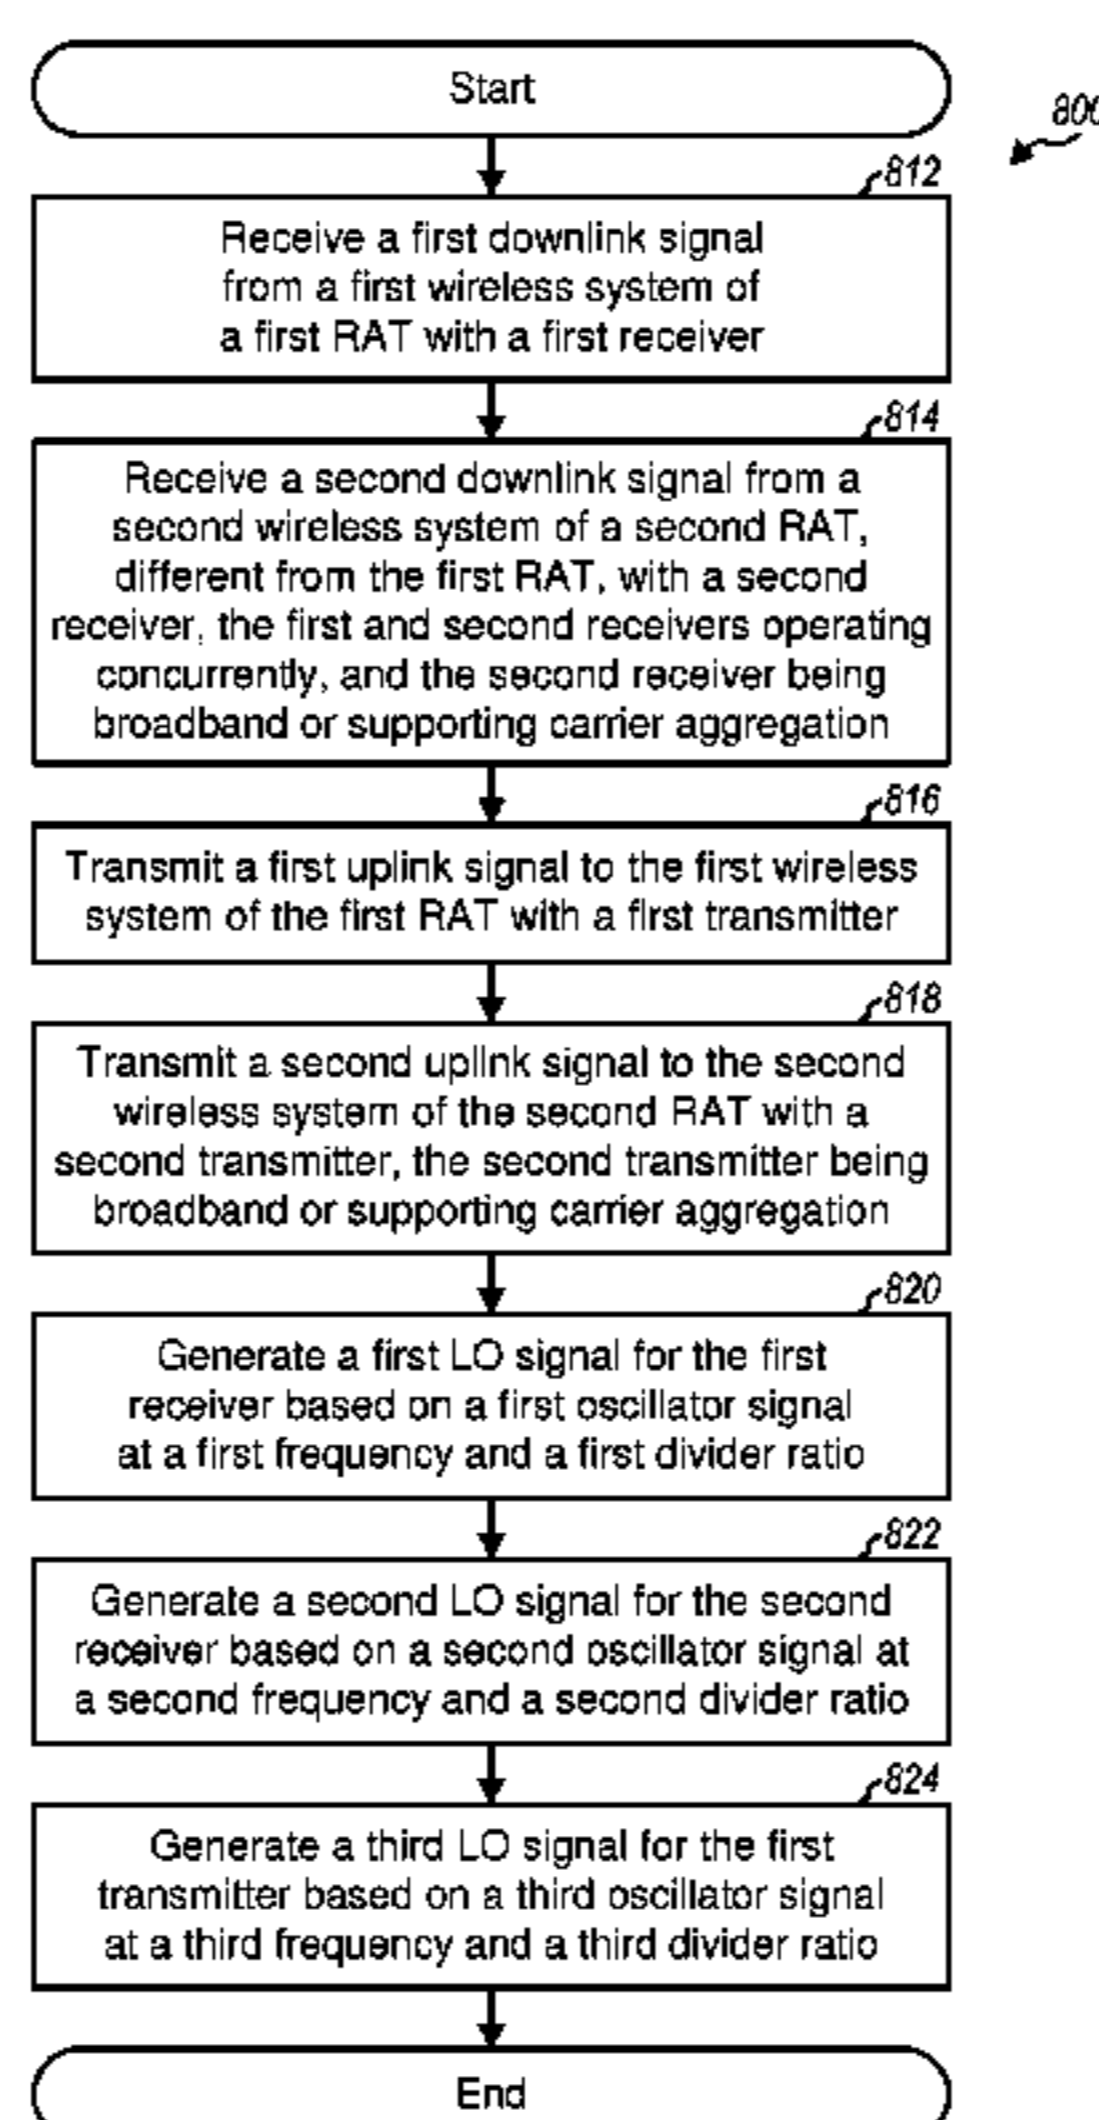 Start
800
812
Receive a first downlink signal
from a first wireless system of
a first RAT with a first receiver
814
Receive a second downlink signal from a
second wireless system of a second RAT,
different from the first RAT, with a second
receiver, the first and second receivers operating
concurrently, and the second receiver being
broadband or supporting carrier aggregation
816
Transmit a first uplink signal to the first wireless
system of the first RAT with a first transmitter
818
Transmit a second uplink signal to the second
wireless system of the second RAT with a
second transmitter, the second transmitter being
broadband or supporting carrier aggregation
820
Generate a first LO signal for the first
receiver based on a first oscillator signal
at a first frequency and a first divider ratio
822
Generate a second LO signal for the second
receiver based on a second oscillator signal at
a second frequency and a second divider ratio
824
Generate a third LO signal for the first
transmitter based on a third oscillator signal
at a third frequency and a third divider ratio
End